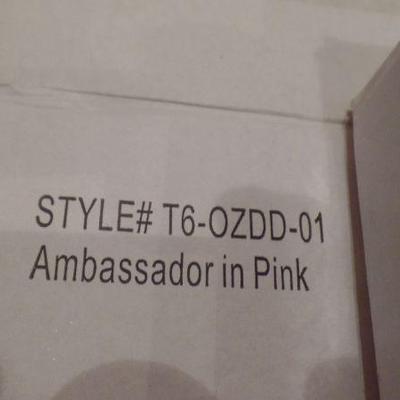 STYLE# T6-OZDD-01
Ambassador in Pink